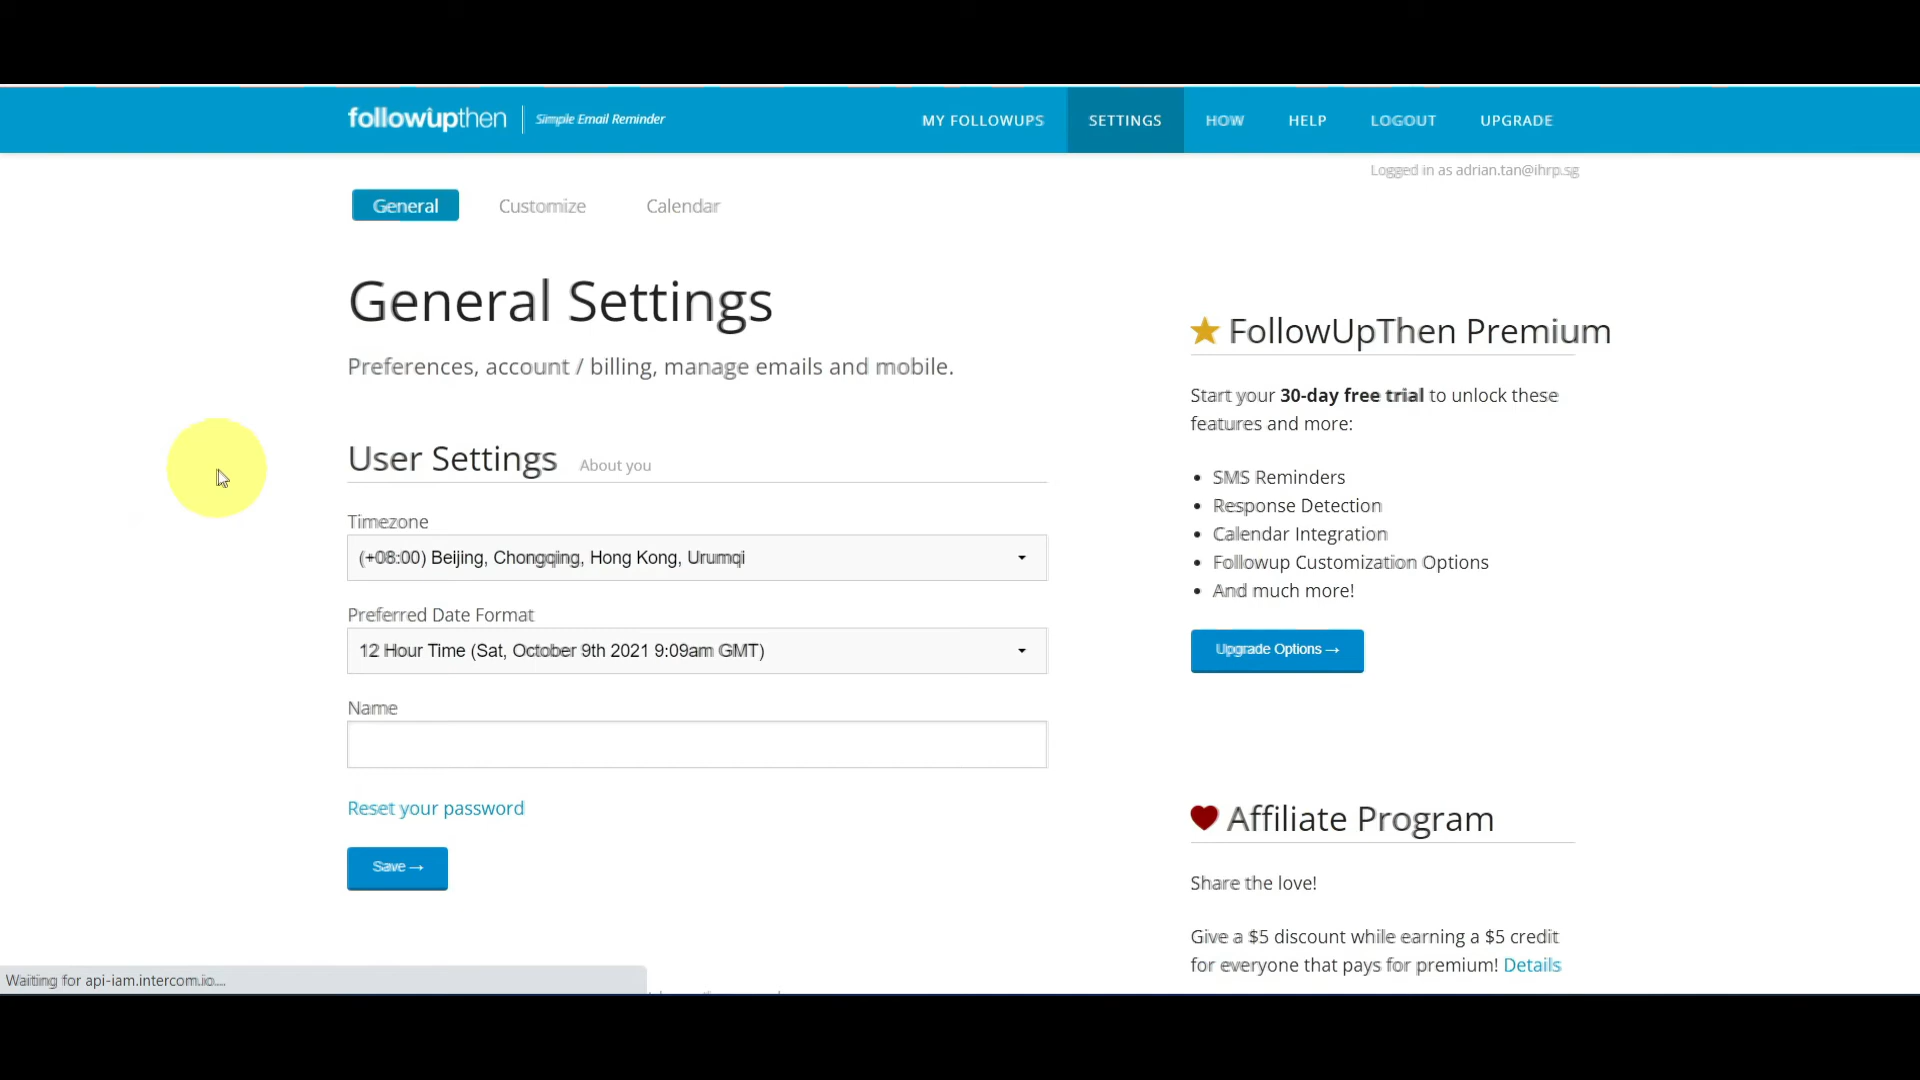 followupthen Simple Email Reminder
MY FOLLOWUPS SETTINGS HOW HELP LOGOUT UPGRADE
Logged in as adrian.tan@ihrp.sg
General Customize Calendar
General Settings
Preferences, account / billing, manage emails and mobile.
User Settings About you
Timezone
(+08:00) Beijing, Chongqing, Hong Kong, Urumqi
Preferred Date Format
12 Hour Time (Sat, October 9th 2021 9:09am GMT)
Name
Reset your password
Save →
FollowUpThen Premium
Start your 30-day free trial to unlock these
features and more:
• SMS Reminders
• Response Detection
• Calendar Integration
• Followup Customization Options
• And much more!
Upgrade Options →
Affiliate Program
Share the love!
Give a $5 discount while earning a $5 credit
for everyone that pays for premium! Details
Waiting for api-iam.intercom.io...